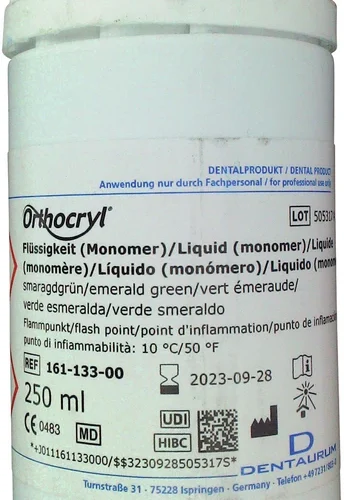 DENTALPRODUKT / DENTAL PRODUCT
Anwendung nur durch Fachpersonal / for professional use only
Orthocryl®
LOT
Flüssigkeit (Monomer)/Liquid (monomer)/Liquide
(monomère)/Líquido (monómero)/Liquido
smaragdgrün/emerald green/vert émeraude/
verde esmeralda/verde smeraldo
Flammpunkt/flash point/point d'inflammation/punto de
punto di infiammabilità: 10 °C/50 °F
REF 161-133-00 2023-09-28
250 ml
CE 0483 MD UDI HIBC
*+J011161133000/$$3230928505317S*
D
DENTAURUM
Turnstraße 31 - 75228 Ispringen - Germany - Telefon